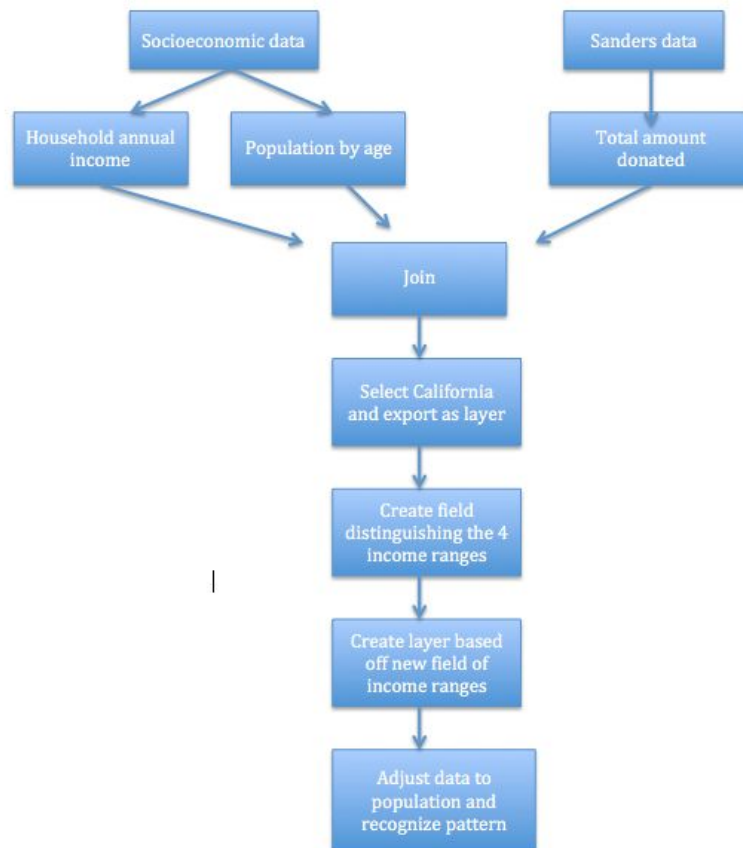 Socioeconomic data
Sanders data
Household annual
income
Population by age
Total amount
donated
Join
Select California
and export as layer
Create field
distinguishing the 4
income ranges
Create layer based
off new field of
income ranges
Adjust data to
population and
recognize pattern